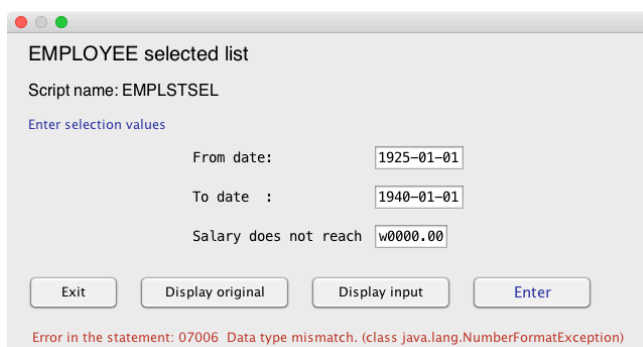 EMPLOYEE selected list
Script name: EMPLSTSEL
Enter selection values
From date: 1925-01-01
To date  : 1940-01-01
Salary does not reach w0000.00
Exit Display original Display input Enter
Error in the statement: 07006  Data type mismatch. (class java.lang.NumberFormatException)